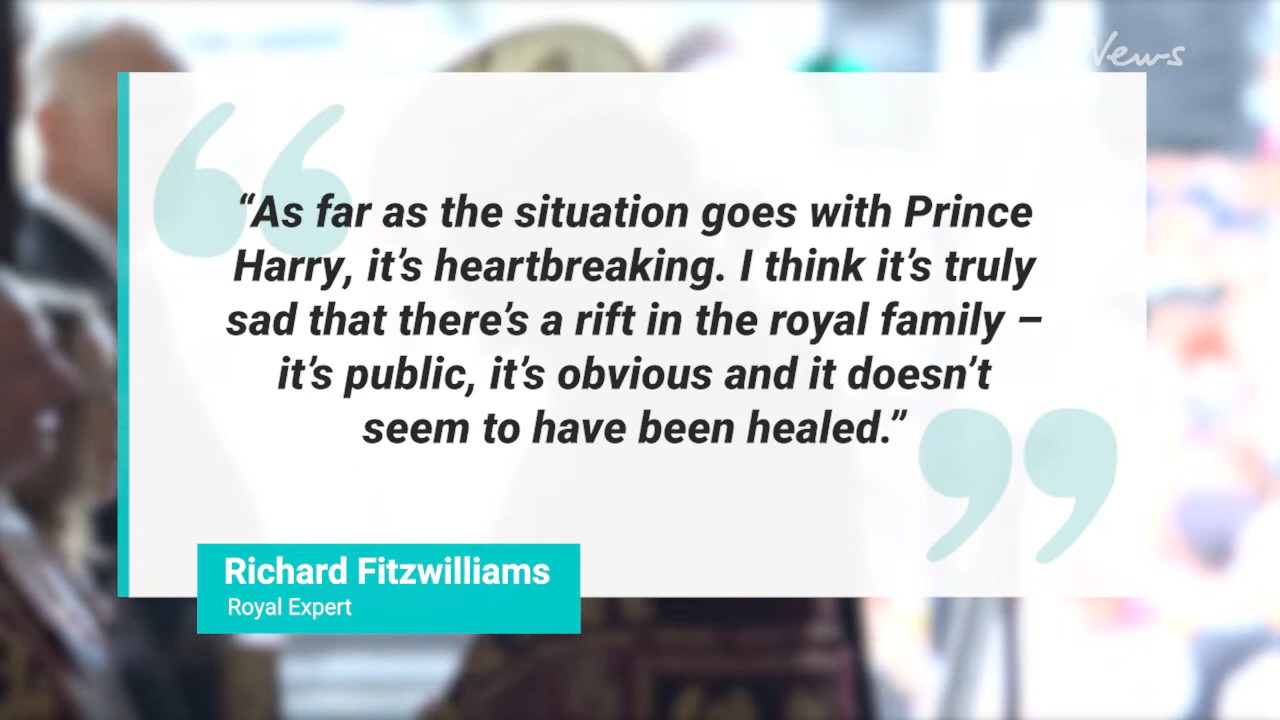 News
“As far as the situation goes with Prince
Harry, it’s heartbreaking. I think it’s truly
sad that there’s a rift in the royal family –
it’s public, it’s obvious and it doesn’t
seem to have been healed.”
Richard Fitzwilliams
Royal Expert